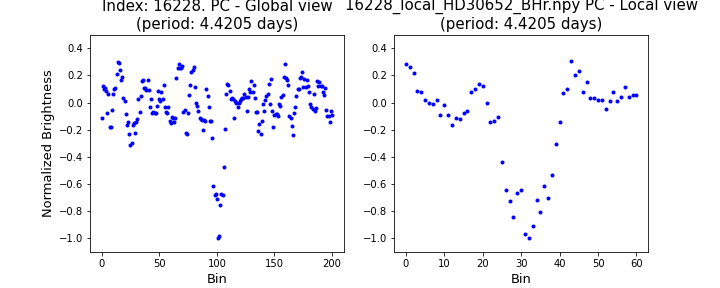 Index: 16228. PC - Global view
(period: 4.4205 days)
16228_local_HD30652_BHr.npy PC - Local view
(period: 4.4205 days)
Normalized Brightness
0.4
0.2
0.0
−0.2
−0.4
−0.6
−0.8
−1.0
0 50 100 150 200
Bin
0.4
0.2
0.0
−0.2
−0.4
−0.6
−0.8
−1.0
0 10 20 30 40 50 60
Bin